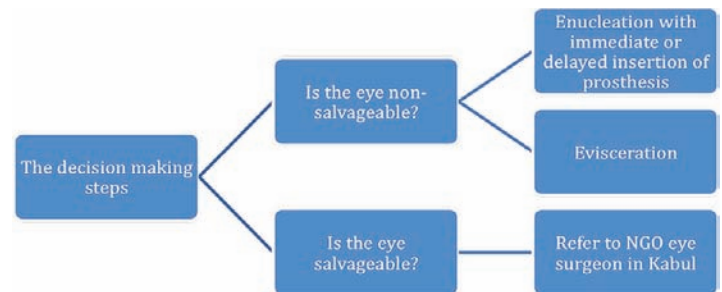 The decision making
steps
Is the eye non-
salvageable?
Enucleation with
immediate or
delayed insertion of
prosthesis
Evisceration
Is the eye
salvageable?
Refer to NGO eye
surgeon in Kabul